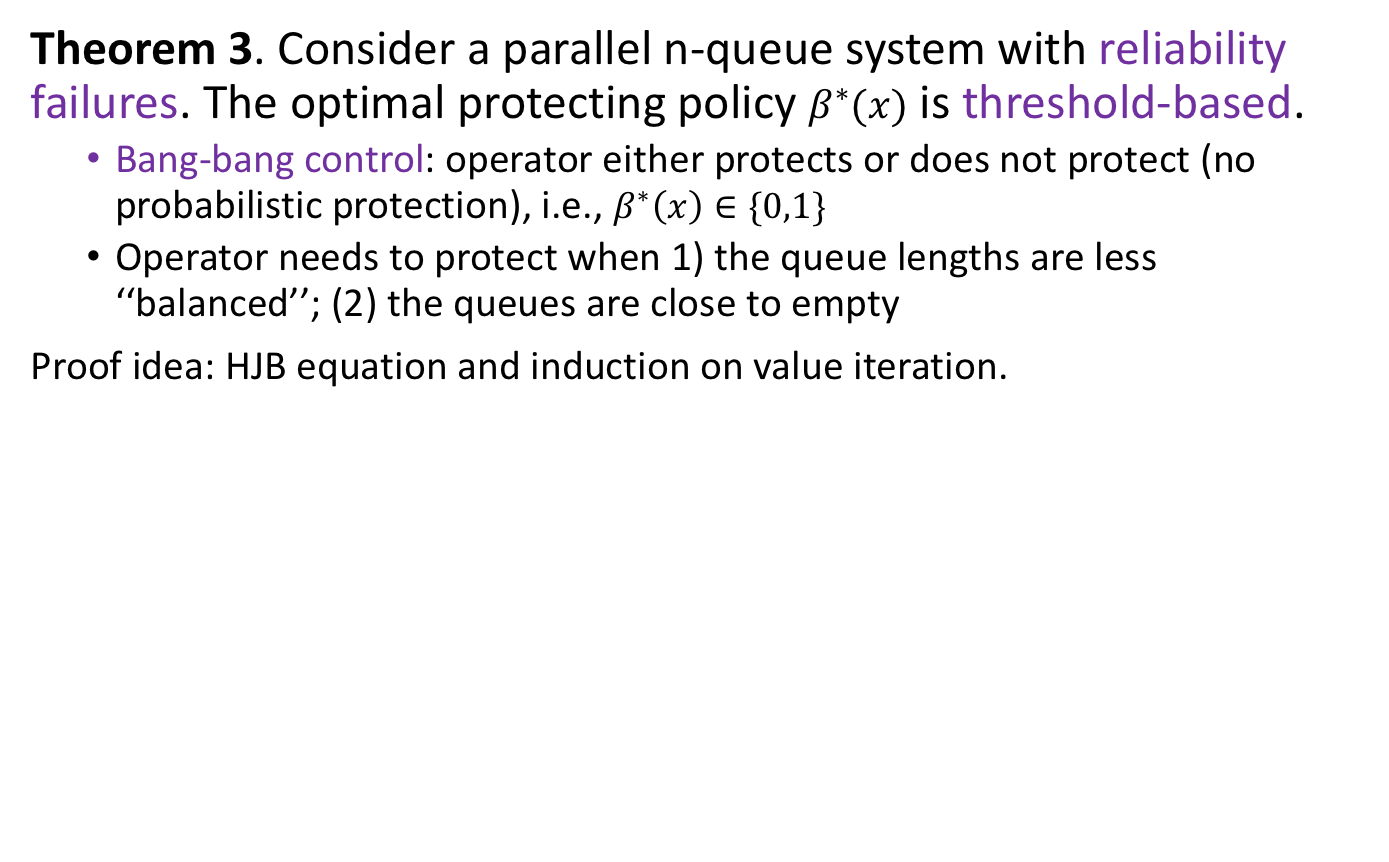 Theorem 3. Consider a parallel n-queue system with reliability
failures. The optimal protecting policy β*(x) is threshold-based.
• Bang-bang control: operator either protects or does not protect (no
probabilistic protection), i.e., β*(x) ∈ {0,1}
• Operator needs to protect when 1) the queue lengths are less
‘‘balanced’’; (2) the queues are close to empty
Proof idea: HJB equation and induction on value iteration.